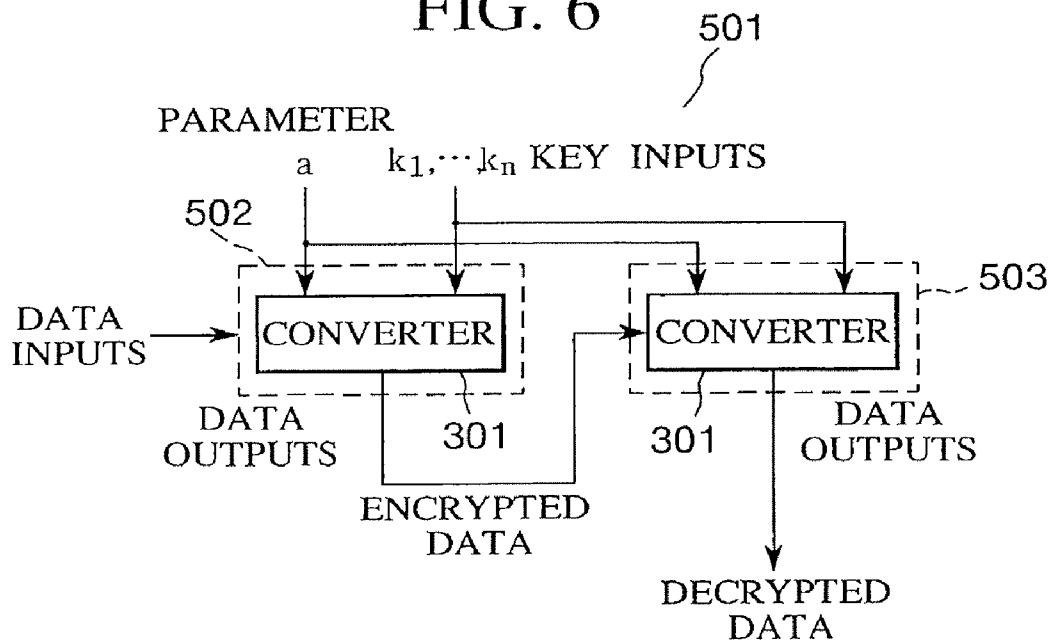 FIG. 6
501
PARAMETER
a
k1,···,kn KEY INPUTS
502
503
DATA
INPUTS
CONVERTER
CONVERTER
301
301
DATA
OUTPUTS
DATA
OUTPUTS
ENCRYPTED
DATA
DECRYPTED
DATA